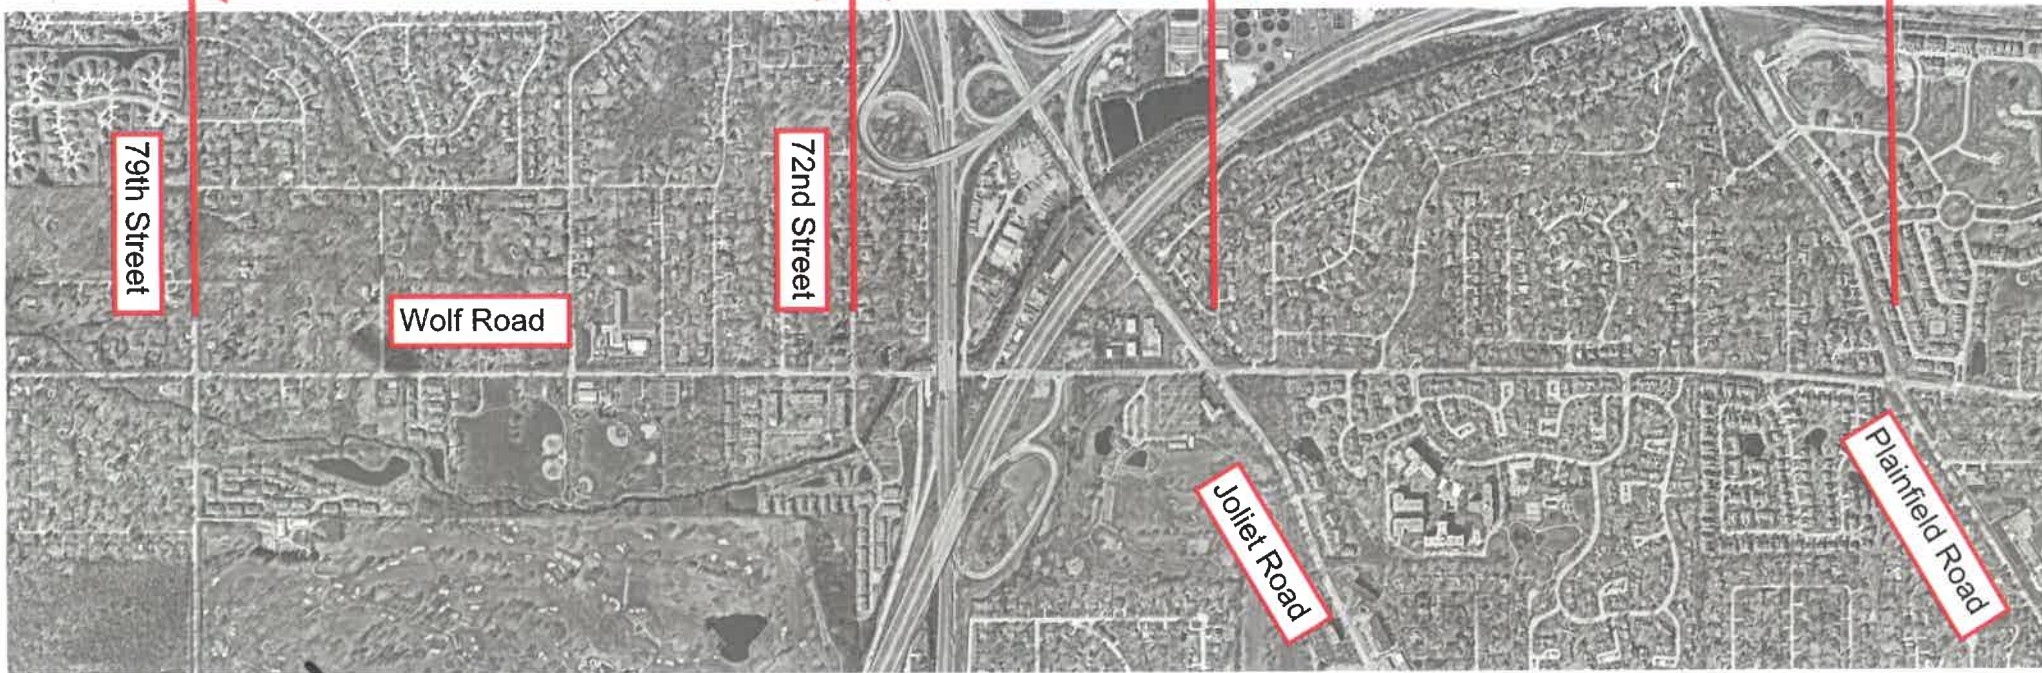 79th Street
Wolf Road
72nd Street
Joliet Road
Plainfield Road